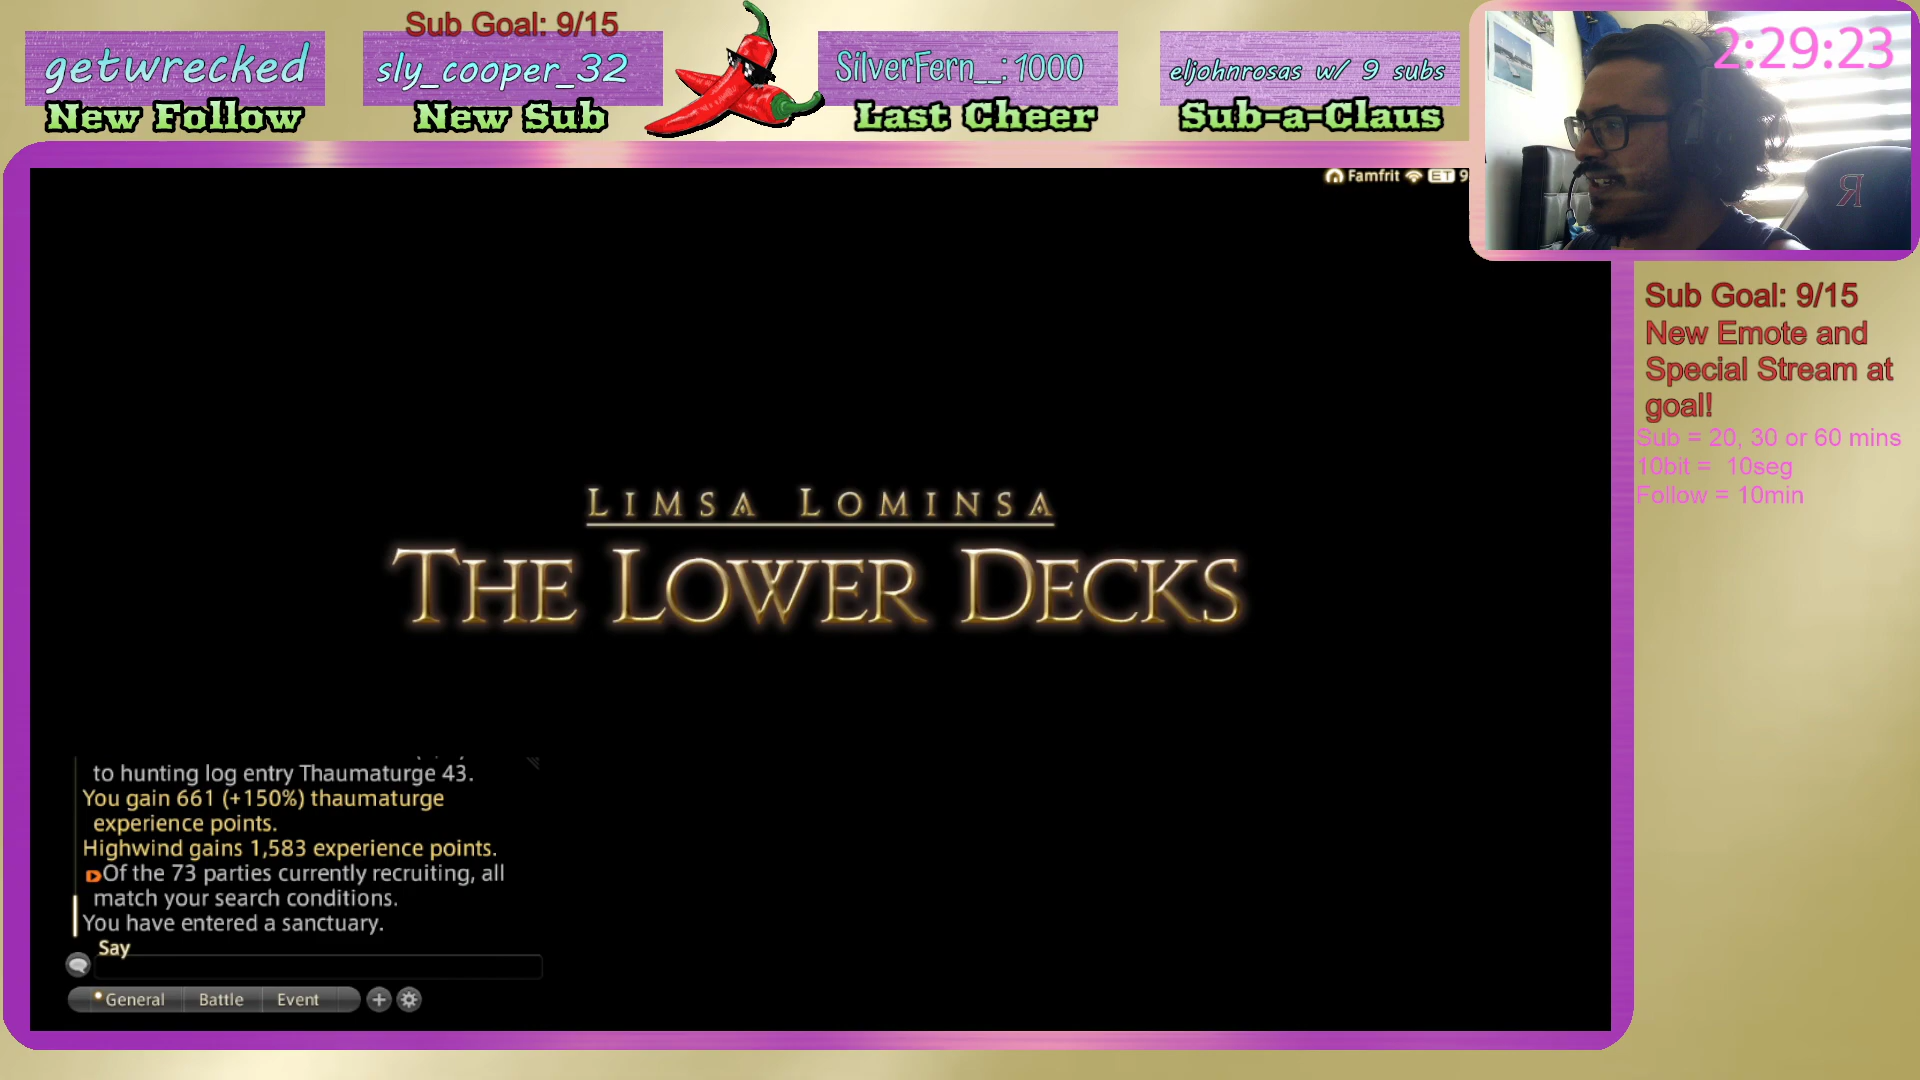 Sub Goal: 9/15
getwrecked
New Follow
sly_cooper_32
New Sub
SilverFern__: 1000
Last Cheer
eljohnrosas w/ 9 subs
Sub-a-Claus
2:29:23
Famfrit ET 9
Sub Goal: 9/15
New Emote and
Special Stream at
goal!
Sub = 20, 30 or 60 mins
10bit = 10seg
Follow = 10min
LIMSA LOMINSA
THE LOWER DECKS
to hunting log entry Thaumaturge 43.
You gain 661 (+150%) thaumaturge
experience points.
Highwind gains 1,583 experience points.
Of the 73 parties currently recruiting, all
match your search conditions.
You have entered a sanctuary.
Say
General Battle Event